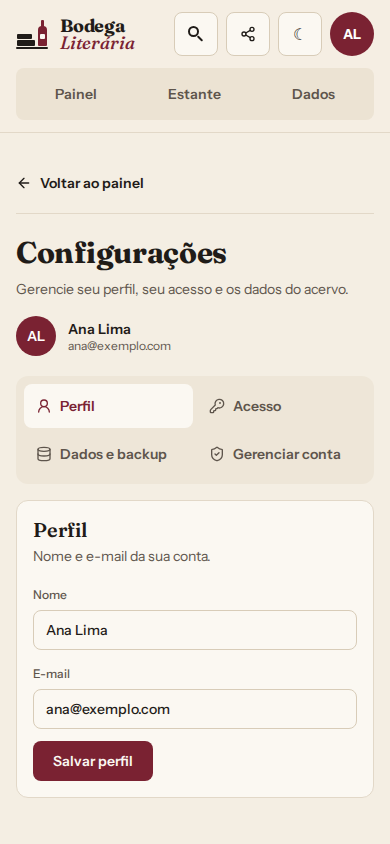 Bodega
Literária
AL
Painel
Estante
Dados
Voltar ao painel
Configurações
Gerencie seu perfil, seu acesso e os dados do acervo.
AL
Ana Lima
ana@exemplo.com
Perfil
Acesso
Dados e backup
Gerenciar conta
Perfil
Nome e e-mail da sua conta.
Nome
Ana Lima
E-mail
ana@exemplo.com
Salvar perfil